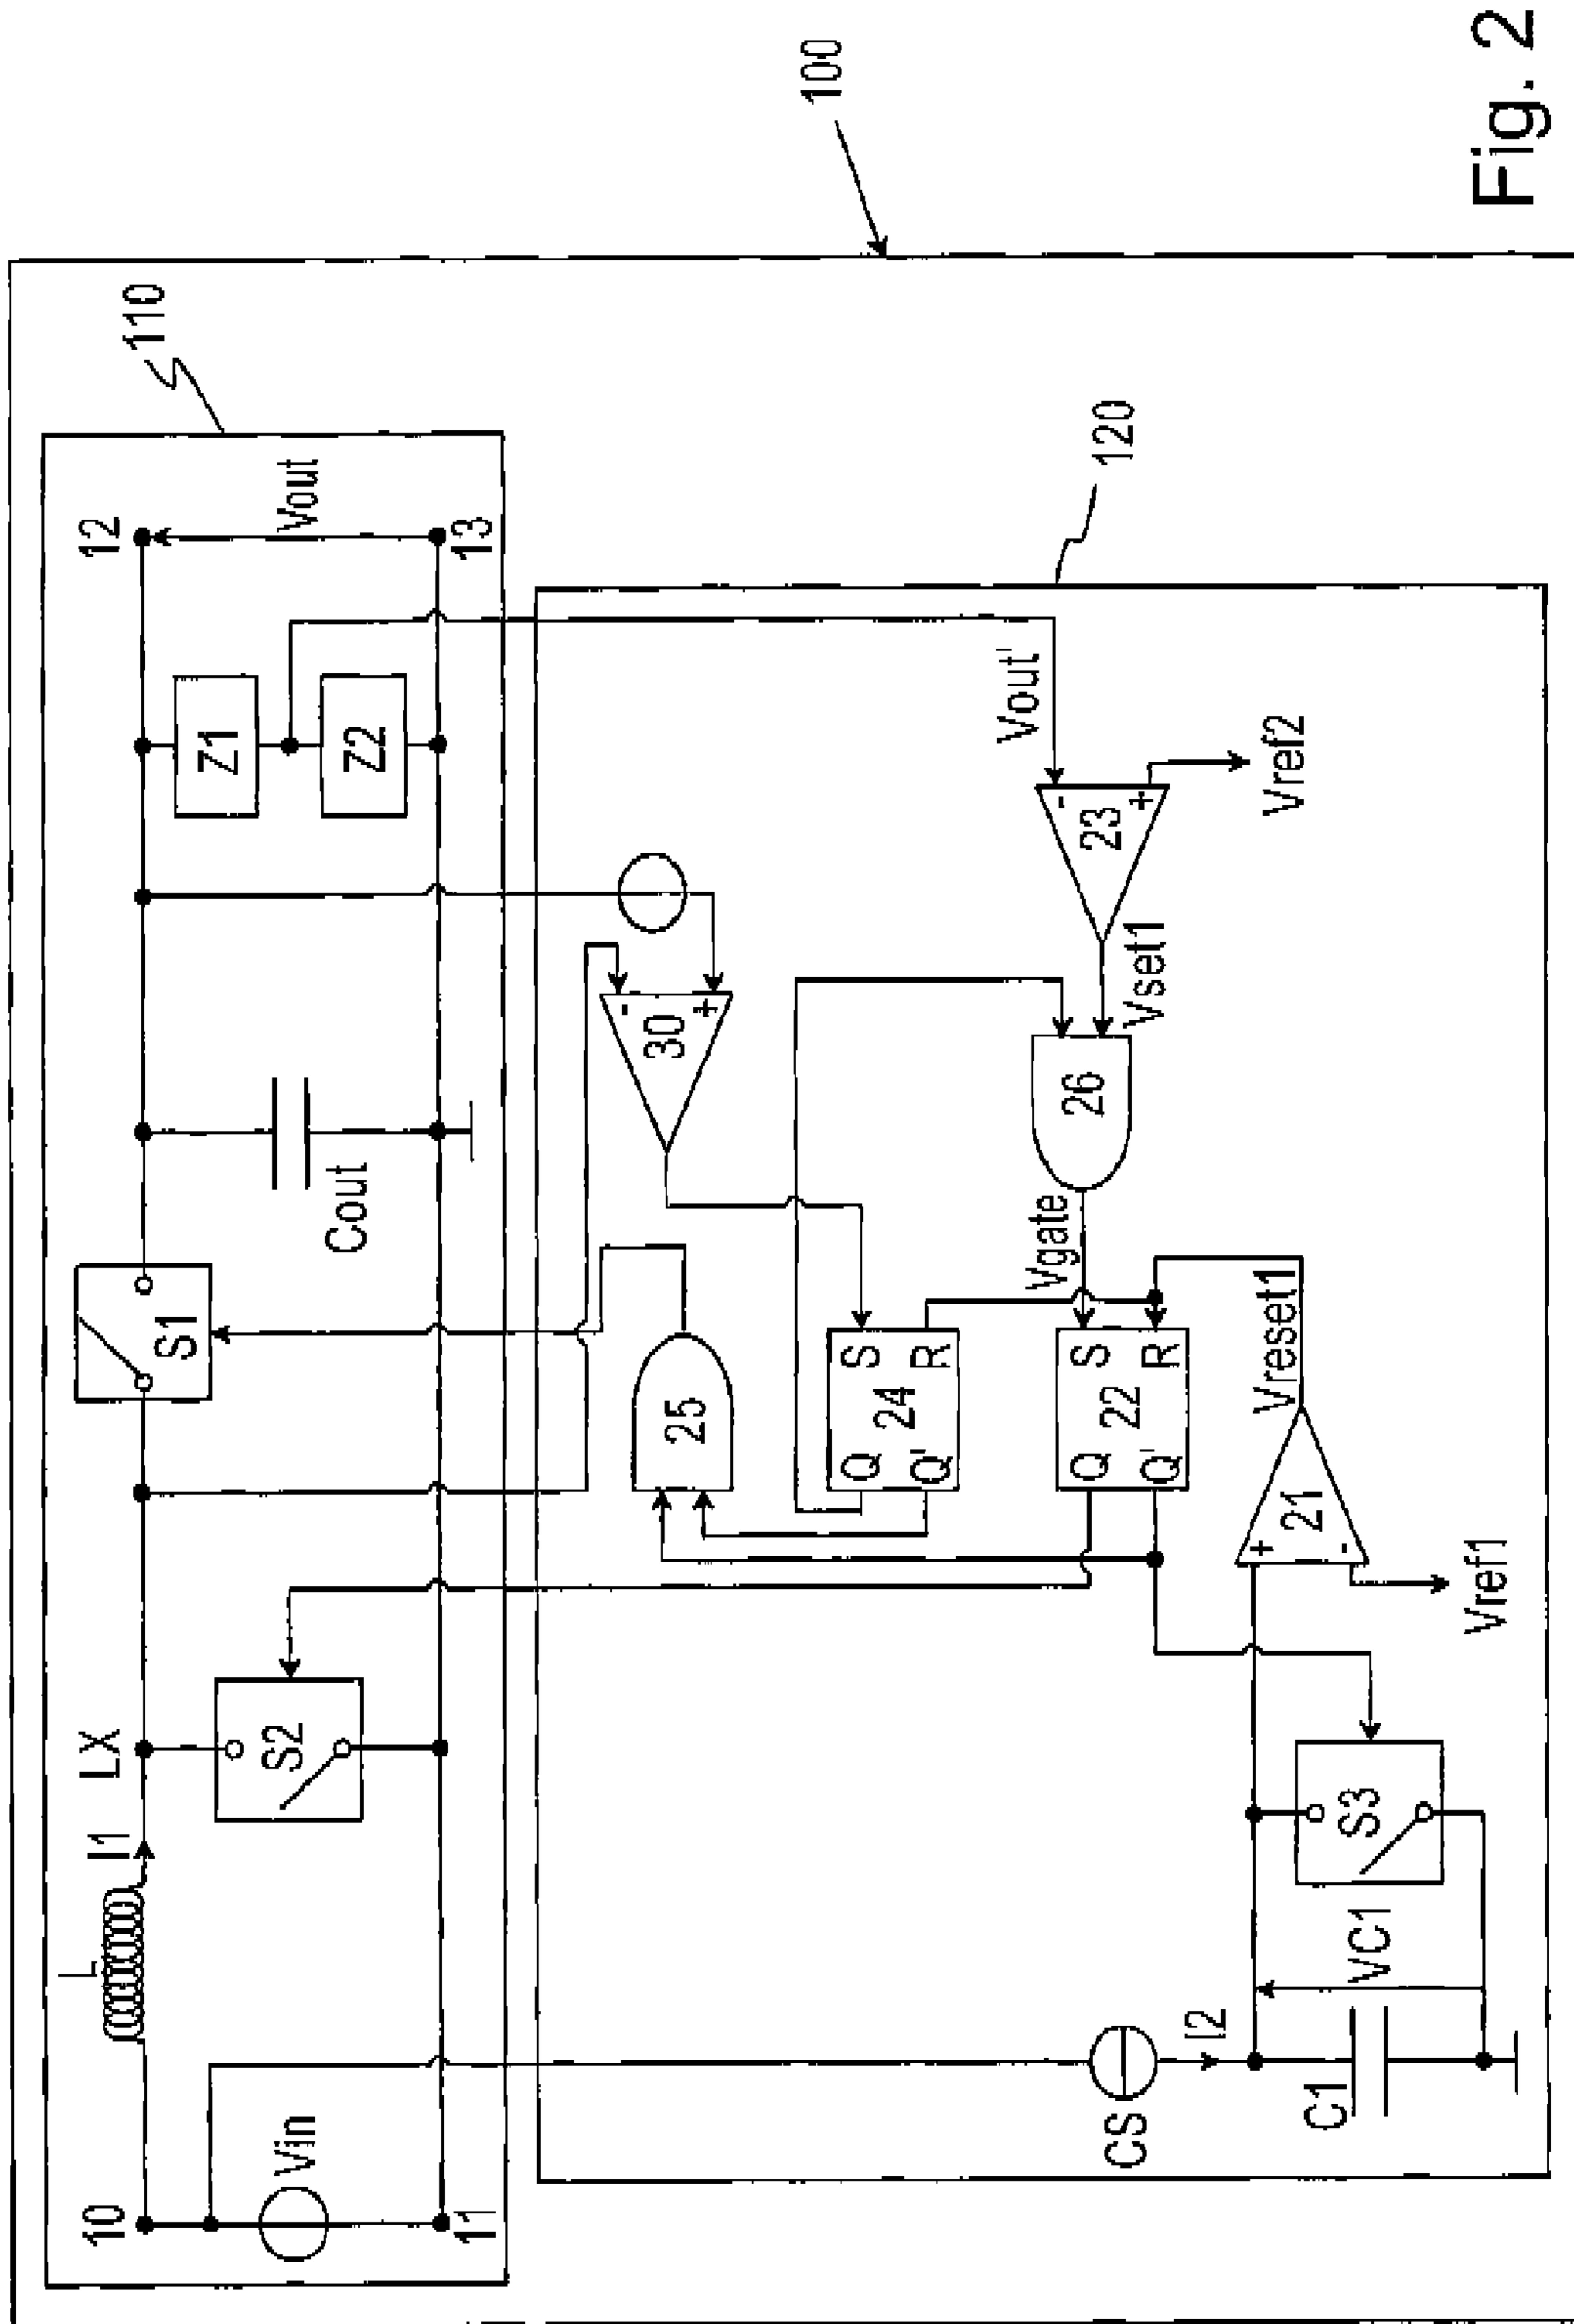 100
110
10
L
I1
LX
S1
12
Vin
S2
Cout
Z1
Z2
Vout
11
13
120
30
25
S
Q
24
Q'
R
Vout'
-
+
-
+
23
Vref2
Vset1
26
Vgate
S
Q
22
Q'
R
Vreset1
CS
I2
+
-
21
Vref1
C1
VC1
S3
Fig. 2